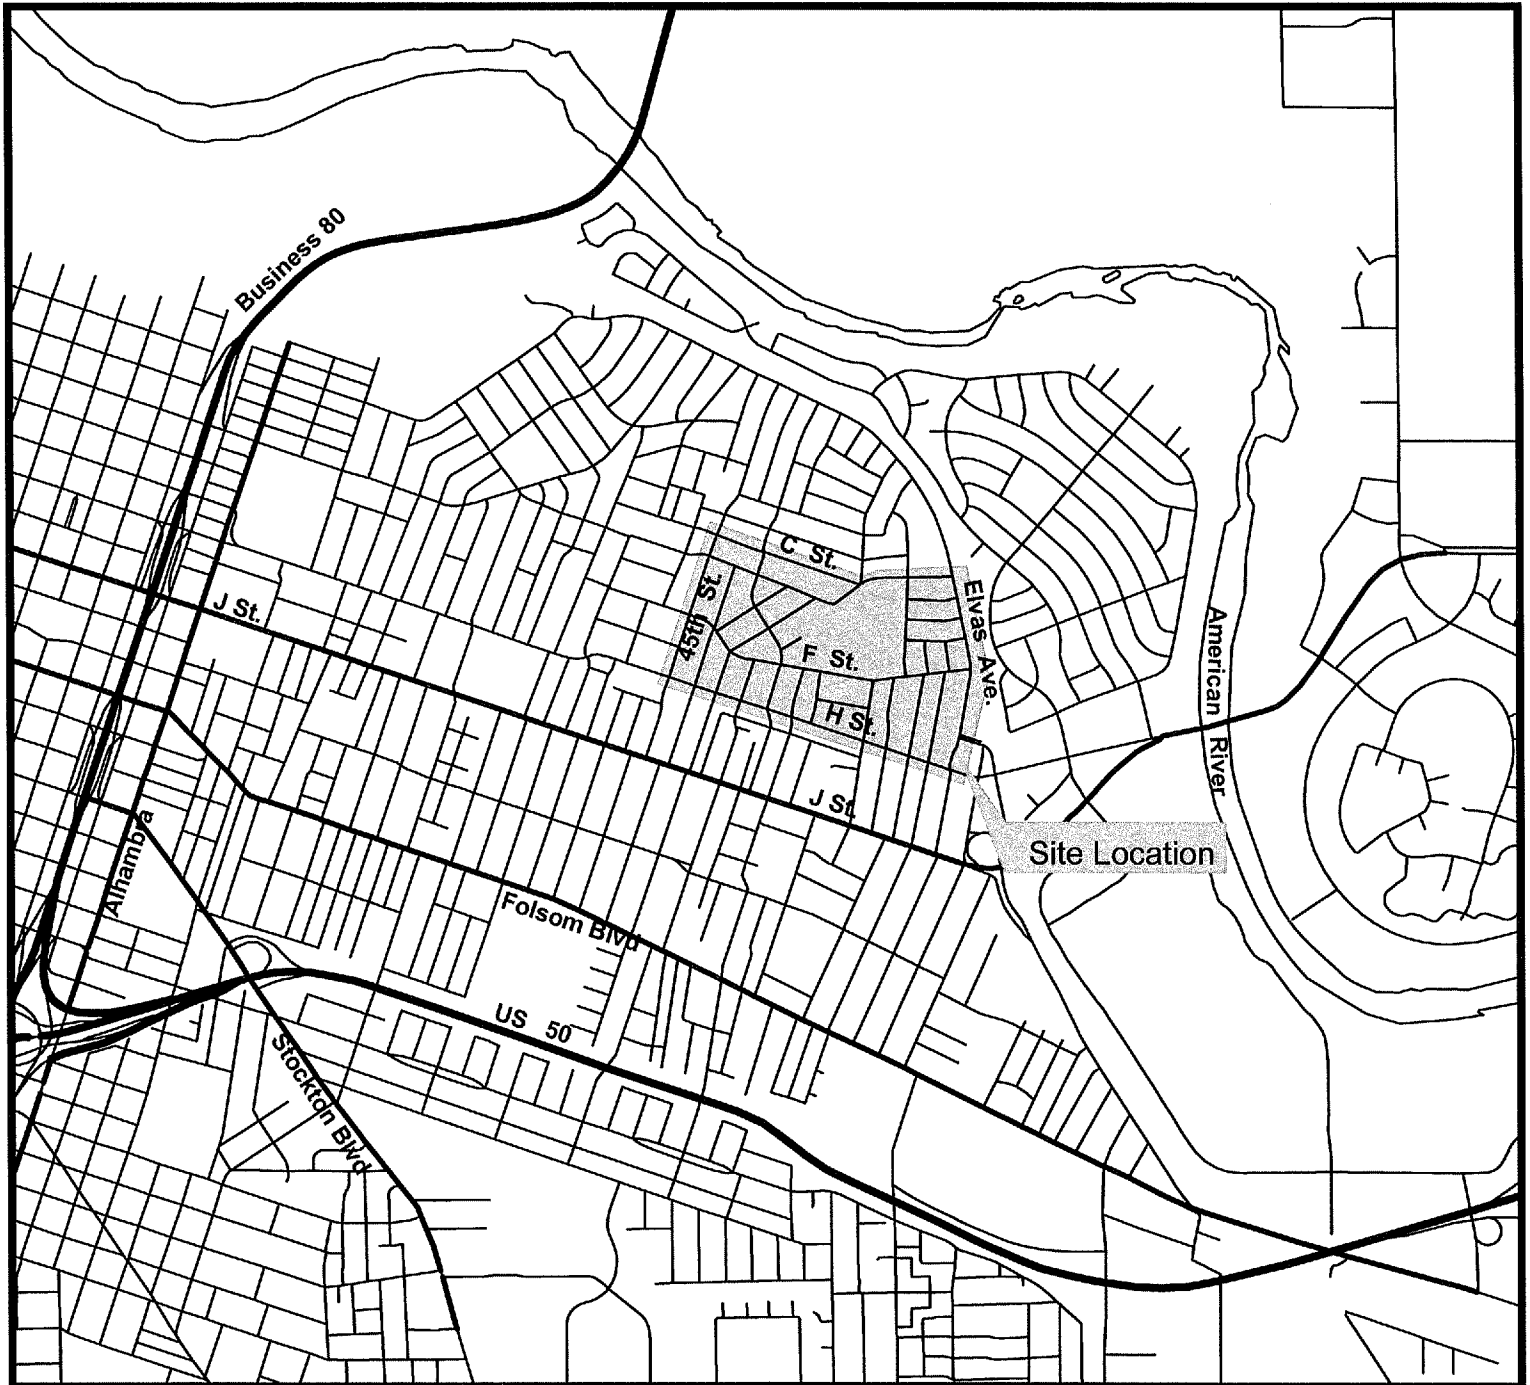 Business 80
C St.
45th St.
Elvas Ave.
J St.
F St.
American River
H St.
J St.
Site Location
Alhambra
Folsom Blvd
US 50
Stockton Blvd